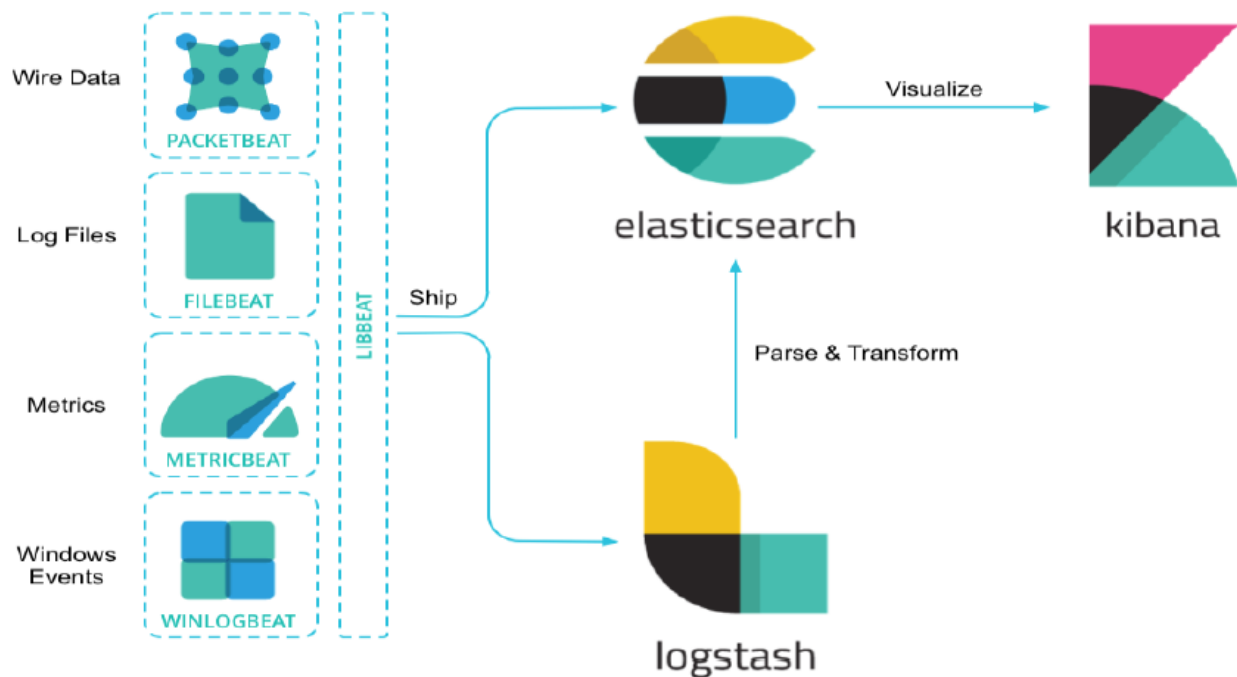 Wire Data
PACKETBEAT
Log Files
FILEBEAT
Metrics
METRICBEAT
Windows
Events
WINLOGBEAT
LIBBEAT
Ship
elasticsearch
Visualize
kibana
Parse & Transform
logstash